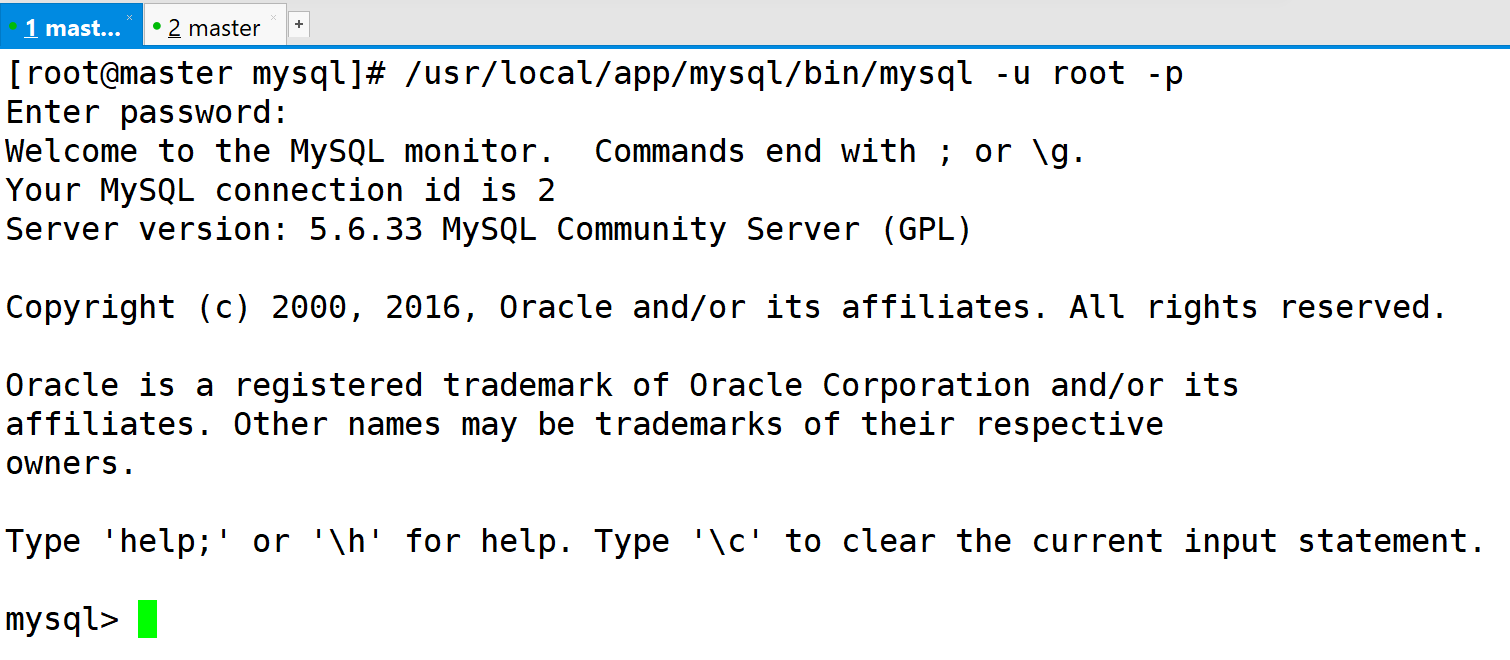 1 mast...
2 master
+
[root@master mysql]# /usr/local/app/mysql/bin/mysql -u root -p
Enter password:
Welcome to the MySQL monitor.  Commands end with ; or \g.
Your MySQL connection id is 2
Server version: 5.6.33 MySQL Community Server (GPL)

Copyright (c) 2000, 2016, Oracle and/or its affiliates. All rights reserved.

Oracle is a registered trademark of Oracle Corporation and/or its
affiliates. Other names may be trademarks of their respective
owners.

Type 'help;' or '\h' for help. Type '\c' to clear the current input statement.

mysql>